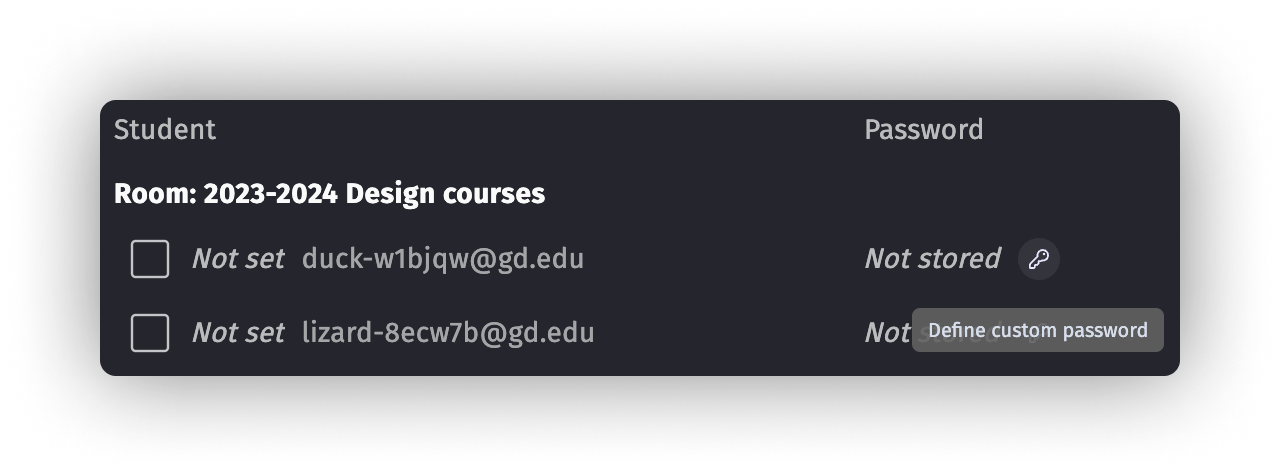 Student Password
Room: 2023-2024 Design courses
Not set duck-w1bjqw@gd.edu Not stored
Not set lizard-8ecw7b@gd.edu Not stored
Define custom password